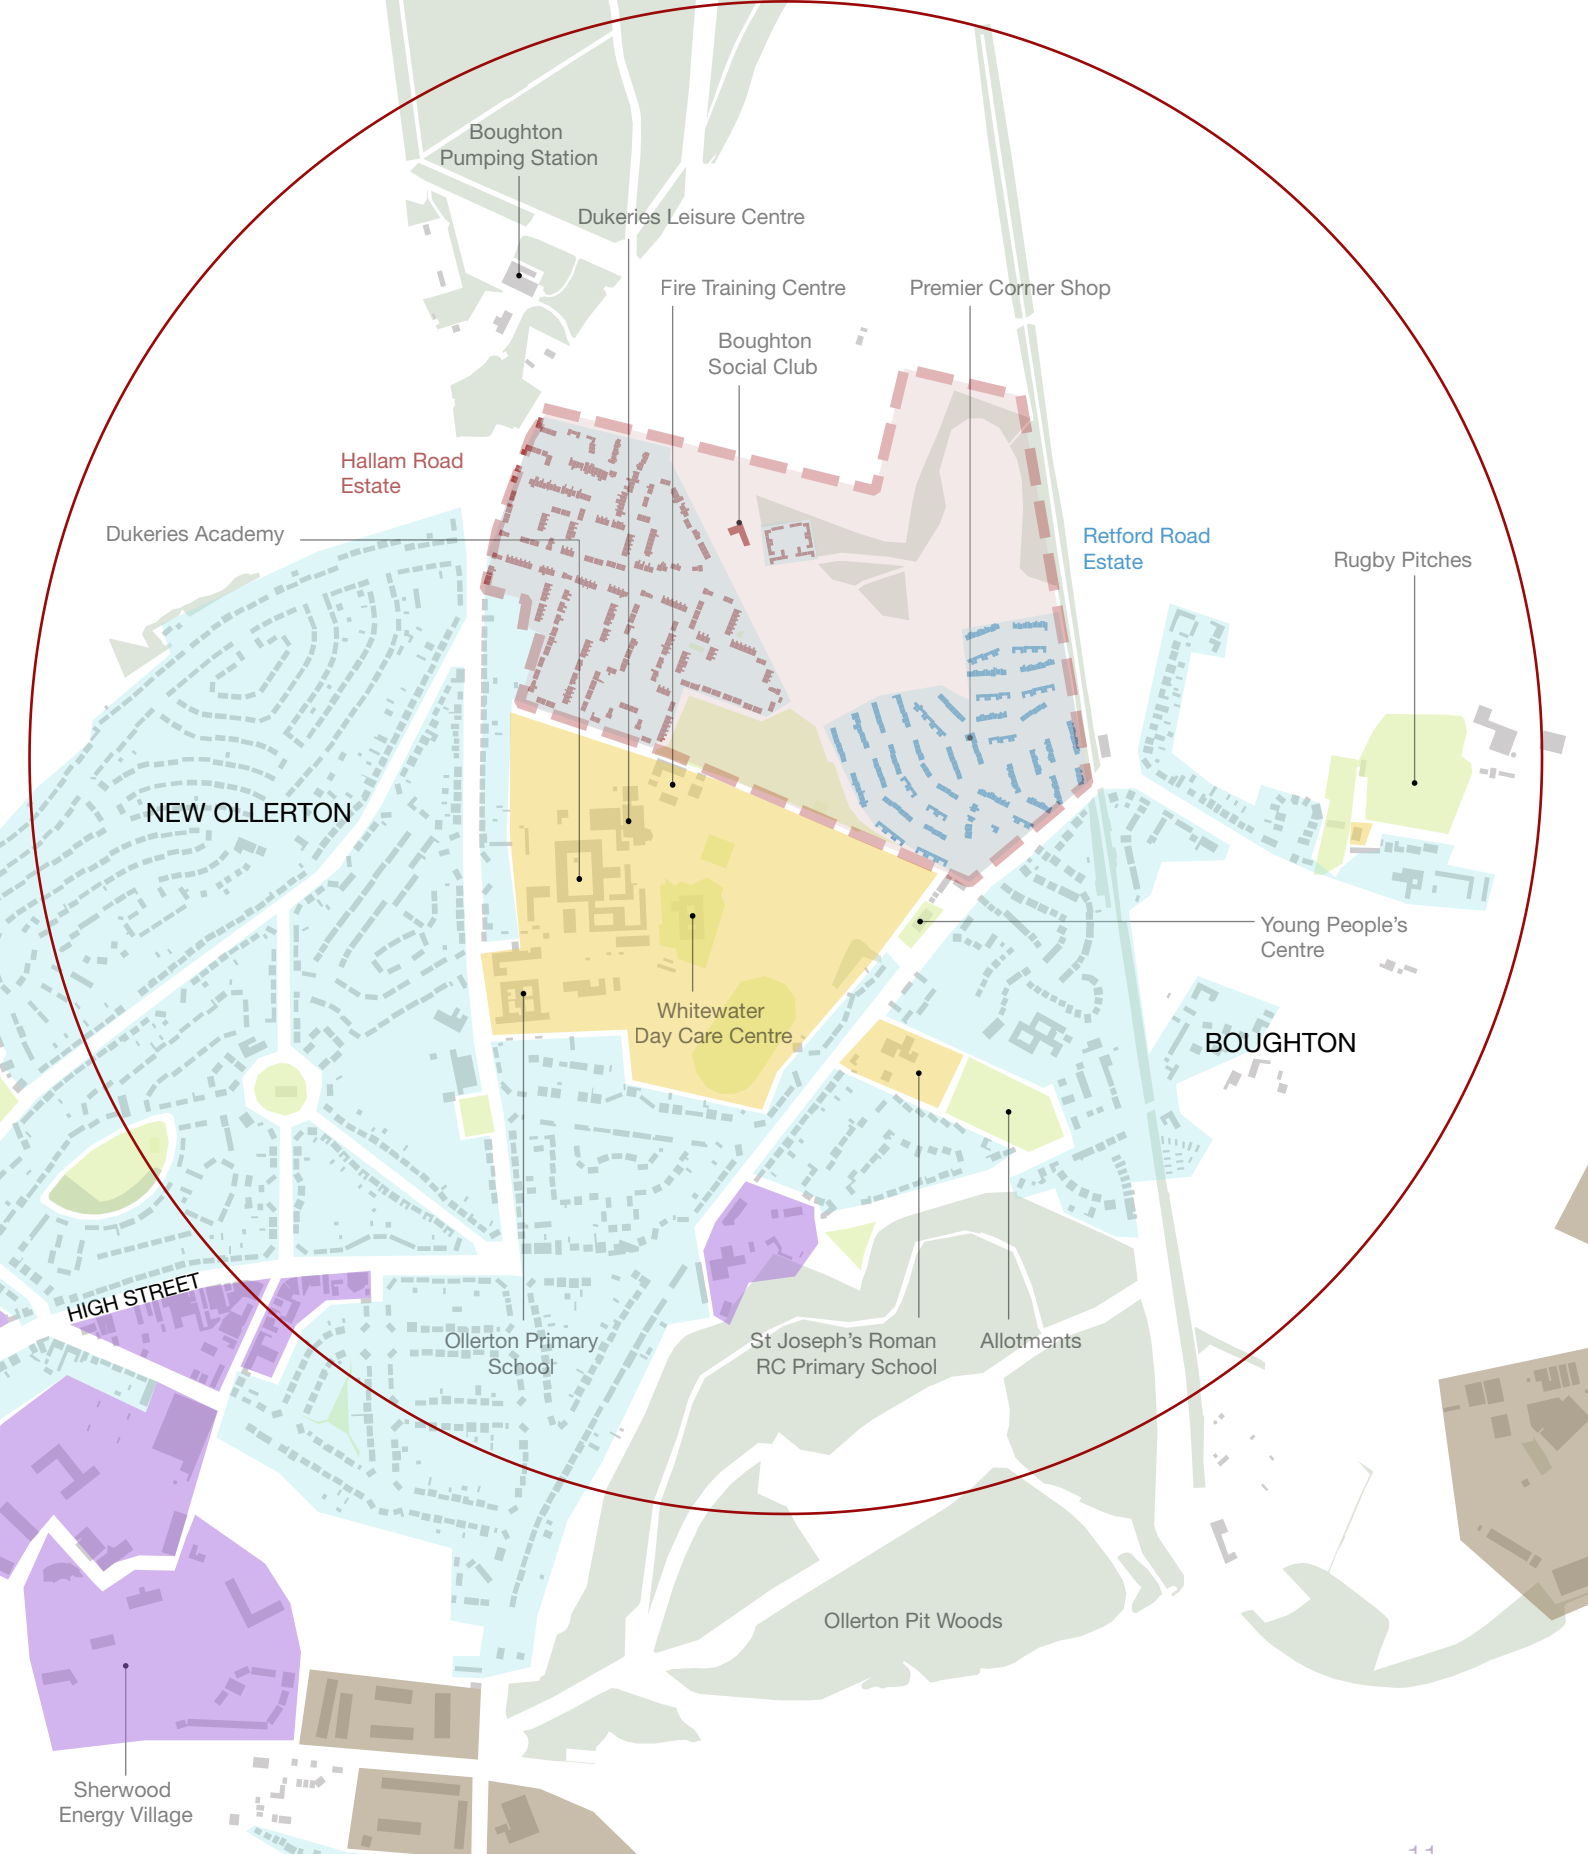 Boughton
Pumping Station
Dukeries Leisure Centre
Fire Training Centre
Premier Corner Shop
Boughton
Social Club
Hallam Road
Estate
Dukeries Academy
Retford Road
Estate
Rugby Pitches
NEW OLLERTON
Young People's
Centre
Whitewater
Day Care Centre
BOUGHTON
HIGH STREET
Ollerton Primary
School
St Joseph's Roman
RC Primary School
Allotments
Ollerton Pit Woods
Sherwood
Energy Village
11